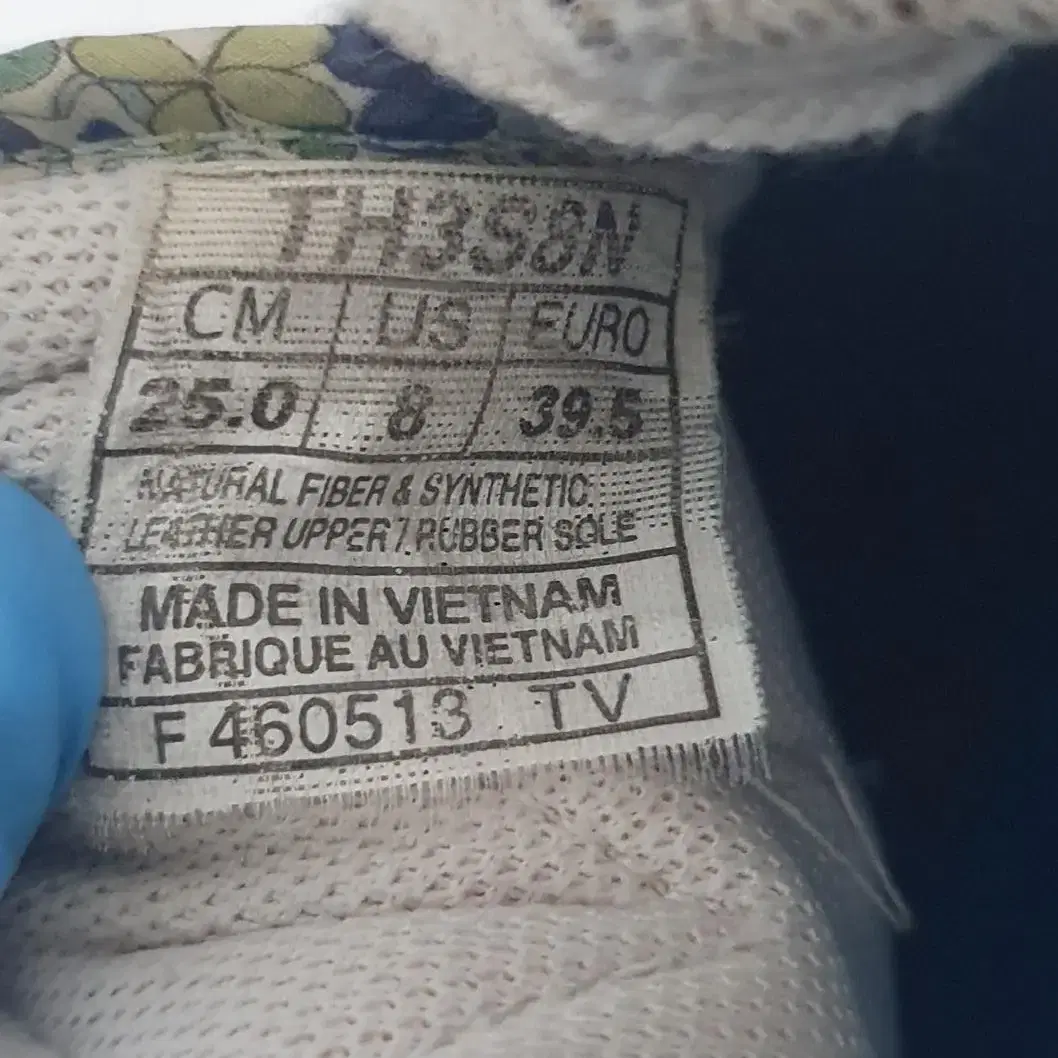 TH3S8N
CM US EURO
25.0 8 39.5
NATURAL FIBER & SYNTHETIC
LEATHER UPPER / RUBBER SOLE
MADE IN VIETNAM
FABRIQUE AU VIETNAM
F 460513 TV